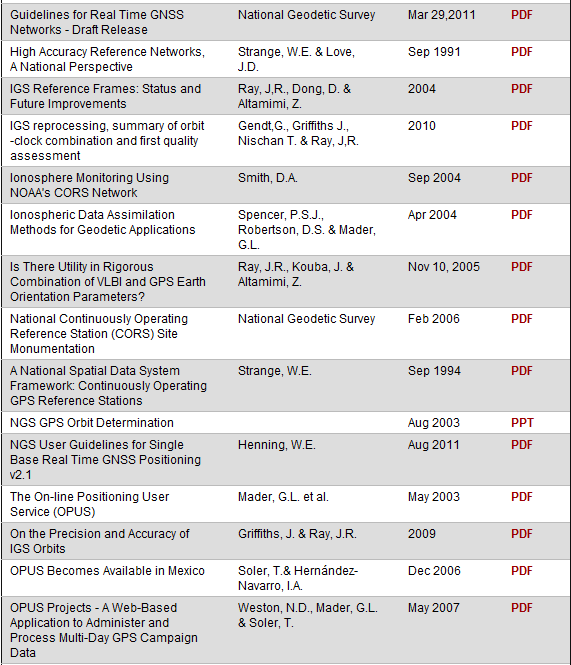 Guidelines for Real Time GNSS National Geodetic Survey Mar 29,2011 PDF
Networks - Draft Release
High Accuracy Reference Networks, Strange, W.E. & Love, Sep 1991 PDF
A National Perspective J.D.
IGS Reference Frames: Status and Ray, J,R., Dong, D. & 2004 PDF
Future Improvements Altamimi, Z.
IGS reprocessing, summary of orbit Gendt,G., Griffiths J., 2010 PDF
-clock combination and first quality Nischan T. & Ray, J,R.
assessment
Ionosphere Monitoring Using Smith, D.A. Sep 2004 PDF
NOAA's CORS Network
Ionospheric Data Assimilation Spencer, P.S.J., Apr 2004 PDF
Methods for Geodetic Applications Robertson, D.S. & Mader,
G.L.
Is There Utility in Rigorous Ray, J.R., Kouba, J. & Nov 10, 2005 PDF
Combination of VLBI and GPS Earth Altamimi, Z.
Orientation Parameters?
National Continuously Operating National Geodetic Survey Feb 2006 PDF
Reference Station (CORS) Site
Monumentation
A National Spatial Data System Strange, W.E. Sep 1994 PDF
Framework: Continuously Operating
GPS Reference Stations
NGS GPS Orbit Determination Aug 2003 PPT
NGS User Guidelines for Single Henning, W.E. Aug 2011 PDF
Base Real Time GNSS Positioning
v2.1
The On-line Positioning User Mader, G.L. et al. May 2003 PDF
Service (OPUS)
On the Precision and Accuracy of Griffiths, J. & Ray, J.R. 2009 PDF
IGS Orbits
OPUS Becomes Available in Mexico Soler, T.& Hernández- Dec 2006 PDF
Navarro, I.A.
OPUS Projects - A Web-Based Weston, N.D., Mader, G.L. May 2007 PDF
Application to Administer and & Soler, T.
Process Multi-Day GPS Campaign
Data